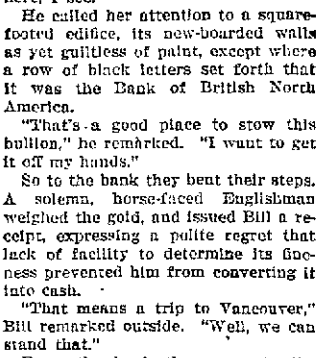 He called her attention to a square-
footed edifice, its new-boarded walls
as yet guiltless of paint, except where
a row of black letters set forth that
it was the Bank of British North
America.
"That's a good place to stow this
bullion," he remarked. "I want to get
it off my hands."
So to the bank they bent their steps.
A solemn, horse-faced Englishman
weighed the gold, and issued Bill a re-
ceipt, expressing a polite regret that
lack of facility to determine its fine-
ness prevented him from converting it
into cash.
"That means a trip to Vancouver,"
Bill remarked outside. "Well, we can
stand that."